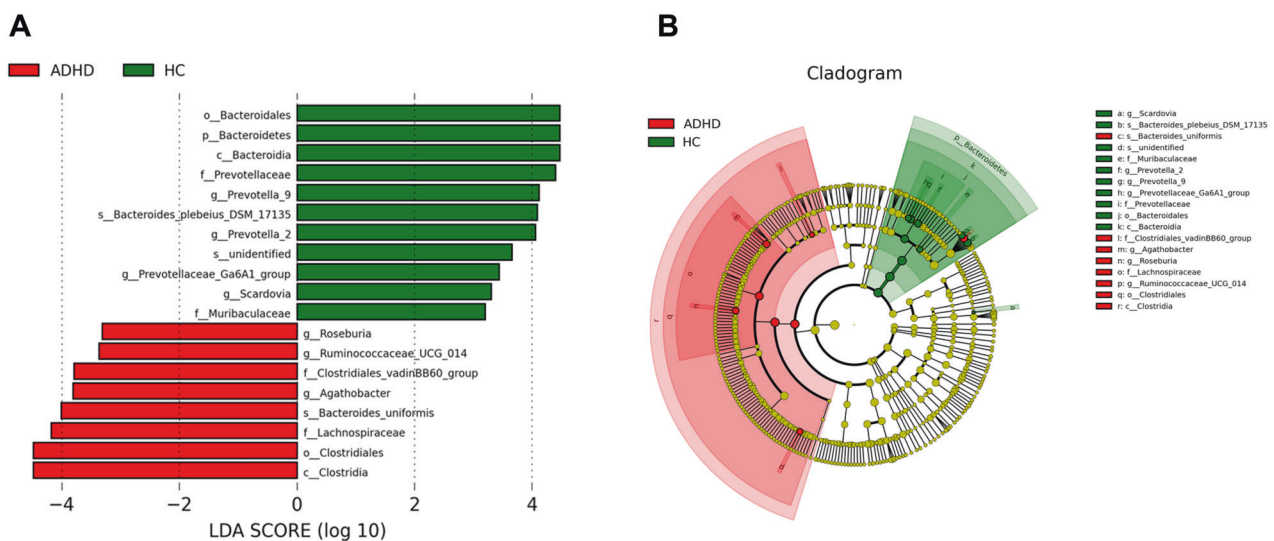 A
ADHD
HC
o__Bacteroidales
p__Bacteroidetes
c__Bacteroidia
f__Prevotellaceae
g__Prevotella_9
s__Bacteroides_plebeius_DSM_17135
g__Prevotella_2
s__unidentified
g__Prevotellaceae_Ga6A1_group
g__Scardovia
f__Muribaculaceae
g__Roseburia
g__Ruminococcaceae_UCG_014
f__Clostridiales_vadinBB60_group
g__Agathobacter
s__Bacteroides_uniformis
f__Lachnospiraceae
o__Clostridiales
c__Clostridia
−4 −2 0 2 4
LDA SCORE (log 10)
B
Cladogram
ADHD
HC
p__Bacteroidetes
k
j
i
o
n
r
q
a: g__Scardovia
b: s__Bacteroides_plebeius_DSM_17135
c: s__Bacteroides_uniformis
d: s__unidentified
e: f__Muribaculaceae
f: g__Prevotella_2
g: g__Prevotella_9
h: g__Prevotellaceae_Ga6A1_group
i: f__Prevotellaceae
j: o__Bacteroidales
k: c__Bacteroidia
l: f__Clostridiales_vadinBB60_group
m: g__Agathobacter
n: g__Roseburia
o: f__Lachnospiraceae
p: g__Ruminococcaceae_UCG_014
q: o__Clostridiales
r: c__Clostridia